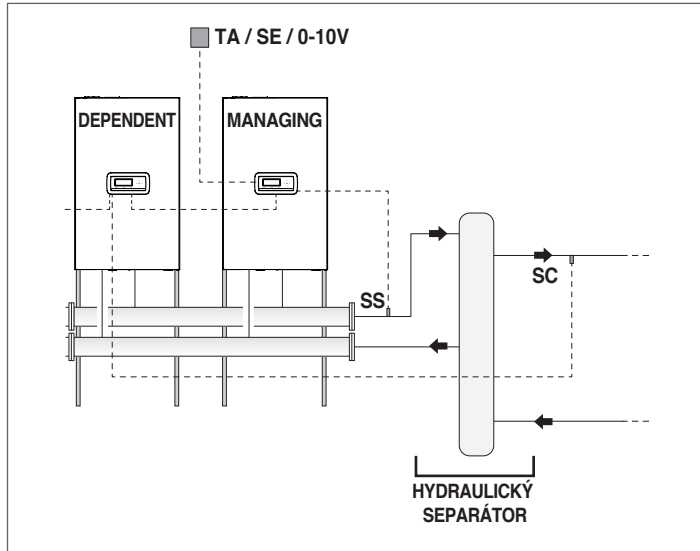 TA / SE / 0-10V
DEPENDENT
MANAGING
SS
SC
HYDRAULICKÝ
SEPARÁTOR